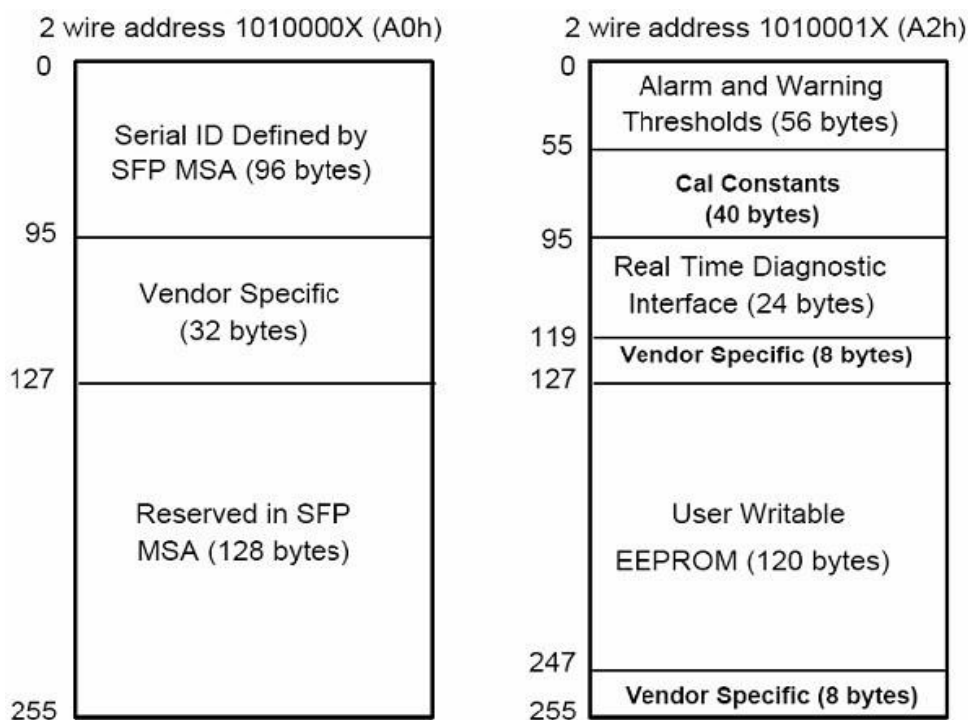 2 wire address 1010000X (A0h)
0
Serial ID Defined by
SFP MSA (96 bytes)
95
Vendor Specific
(32 bytes)
127
Reserved in SFP
MSA (128 bytes)
255
2 wire address 1010001X (A2h)
0
Alarm and Warning
Thresholds (56 bytes)
55
Cal Constants
(40 bytes)
95
Real Time Diagnostic
Interface (24 bytes)
119
Vendor Specific (8 bytes)
127
User Writable
EEPROM (120 bytes)
247
Vendor Specific (8 bytes)
255